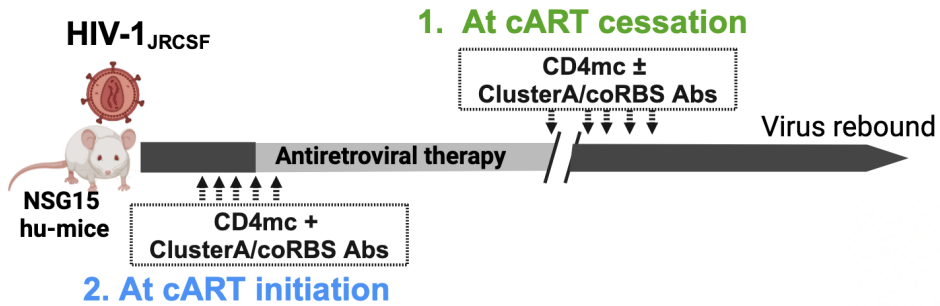 HIV-1JRCSF
1. At cART cessation
CD4mc ±
ClusterA/coRBS Abs
Antiretroviral therapy
Virus rebound
NSG15
hu-mice
CD4mc +
ClusterA/coRBS Abs
2. At cART initiation